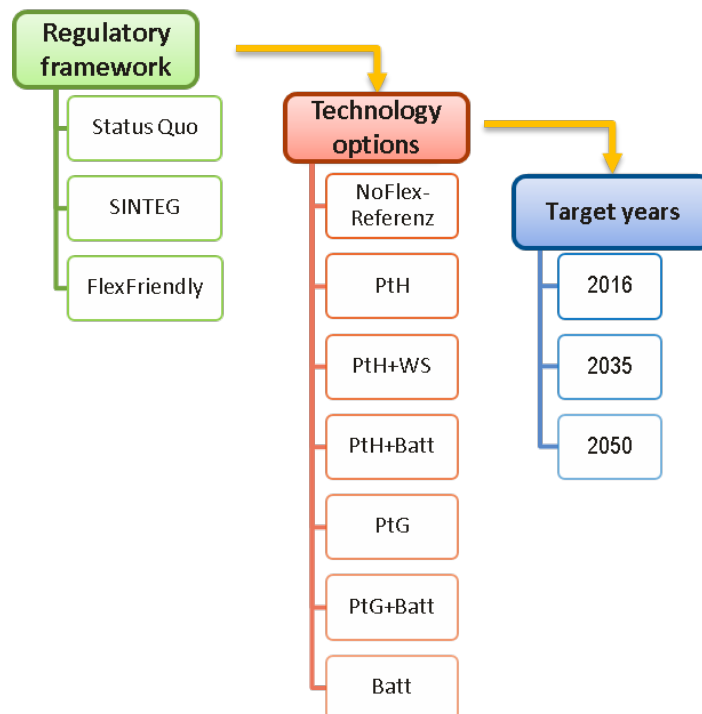 Regulatory
framework
Status Quo
SINTEG
FlexFriendly
Technology
options
NoFlex-
Referenz
PtH
PtH+WS
PtH+Batt
PtG
PtG+Batt
Batt
Target years
2016
2035
2050